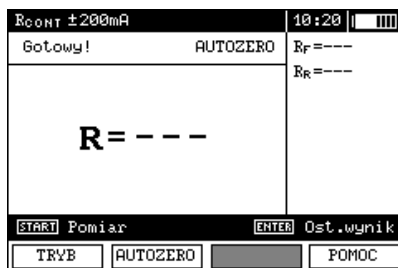 RCONT ±200mA 10:20
Gotowy! AUTOZERO RF=---
RR=---
R=---
START Pomiar ENTER Ost.wynik
TRYB AUTOZERO POMOC